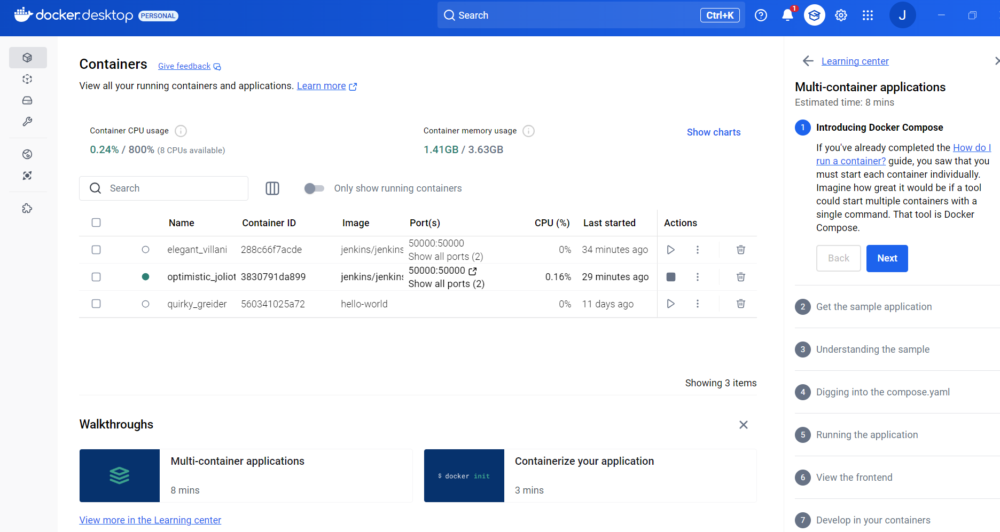 docker.desktop PERSONAL
Search
Ctrl+K
1
J
Containers
Give feedback
View all your running containers and applications. Learn more
Container CPU usage
0.24% / 800% (8 CPUs available)
Container memory usage
1.41GB / 3.63GB
Show charts
Search
Only show running containers
Name Container ID Image Port(s) CPU (%) Last started Actions
elegant_villani 288c66f7acde jenkins/jenkins 50000:50000 0% 34 minutes ago
Show all ports (2)
optimistic_joliot 3830791da899 jenkins/jenkins 50000:50000 0.16% 29 minutes ago
Show all ports (2)
quirky_greider 560341025a72 hello-world 0% 11 days ago
Showing 3 items
Walkthroughs
Multi-container applications
8 mins
$ docker init
Containerize your application
3 mins
View more in the Learning center
Learning center
Multi-container applications
Estimated time: 8 mins
1 Introducing Docker Compose
If you've already completed the How do I
run a container? guide, you saw that you
must start each container individually.
Imagine how great it would be if a tool
could start multiple containers with a
single command. That tool is Docker
Compose.
Back
Next
2 Get the sample application
3 Understanding the sample
4 Digging into the compose.yaml
5 Running the application
6 View the frontend
7 Develop in your containers